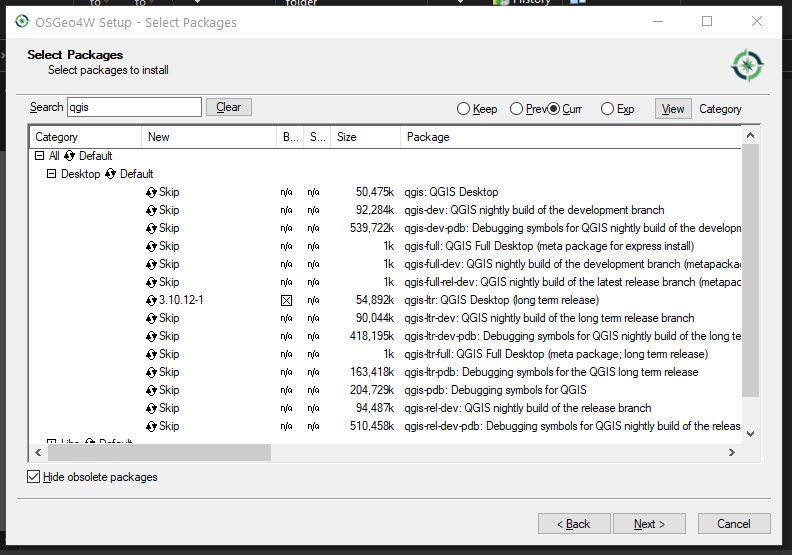 to to folder History
OSGeo4W Setup - Select Packages
Select Packages
Select packages to install
Search qgis Clear Keep Prev Curr Exp View Category
Category New B... S... Size Package
All Default
Desktop Default
Skip n/a n/a 50,475k qgis: QGIS Desktop
Skip n/a n/a 92,284k qgis-dev: QGIS nightly build of the development branch
Skip n/a n/a 539,722k qgis-dev-pdb: Debugging symbols for QGIS nightly build of the developm
Skip n/a n/a 1k qgis-full: QGIS Full Desktop (meta package for express install)
Skip n/a n/a 1k qgis-full-dev: QGIS nightly build of the development branch (metapackag
Skip n/a n/a 1k qgis-full-rel-dev: QGIS nightly build of the latest release branch (metapac
3.10.12-1 n/a 54,892k qgis-ltr: QGIS Desktop (long term release)
Skip n/a n/a 90,044k qgis-ltr-dev: QGIS nightly build of the long term release branch
Skip n/a n/a 418,195k qgis-ltr-dev-pdb: Debugging symbols for QGIS nightly build of the long te
Skip n/a n/a 1k qgis-ltr-full: QGIS Full Desktop (meta package; long term release)
Skip n/a n/a 163,418k qgis-ltr-pdb: Debugging symbols for the QGIS long term release
Skip n/a n/a 204,729k qgis-pdb: Debugging symbols for QGIS
Skip n/a n/a 94,487k qgis-rel-dev: QGIS nightly build of the release branch
Skip n/a n/a 510,458k qgis-rel-dev-pdb: Debugging symbols for QGIS nightly build of the releas
Libs Default
Hide obsolete packages
< Back Next > Cancel